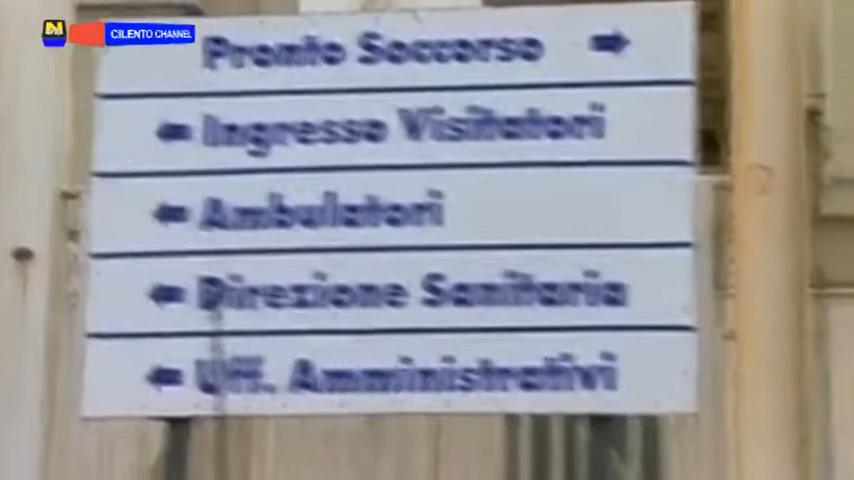 CILENTO CHANNEL
Pronto Soccorso
Ingresso Visitatori
Ambulatori
Direzione Sanitaria
Uff. Amministrativi